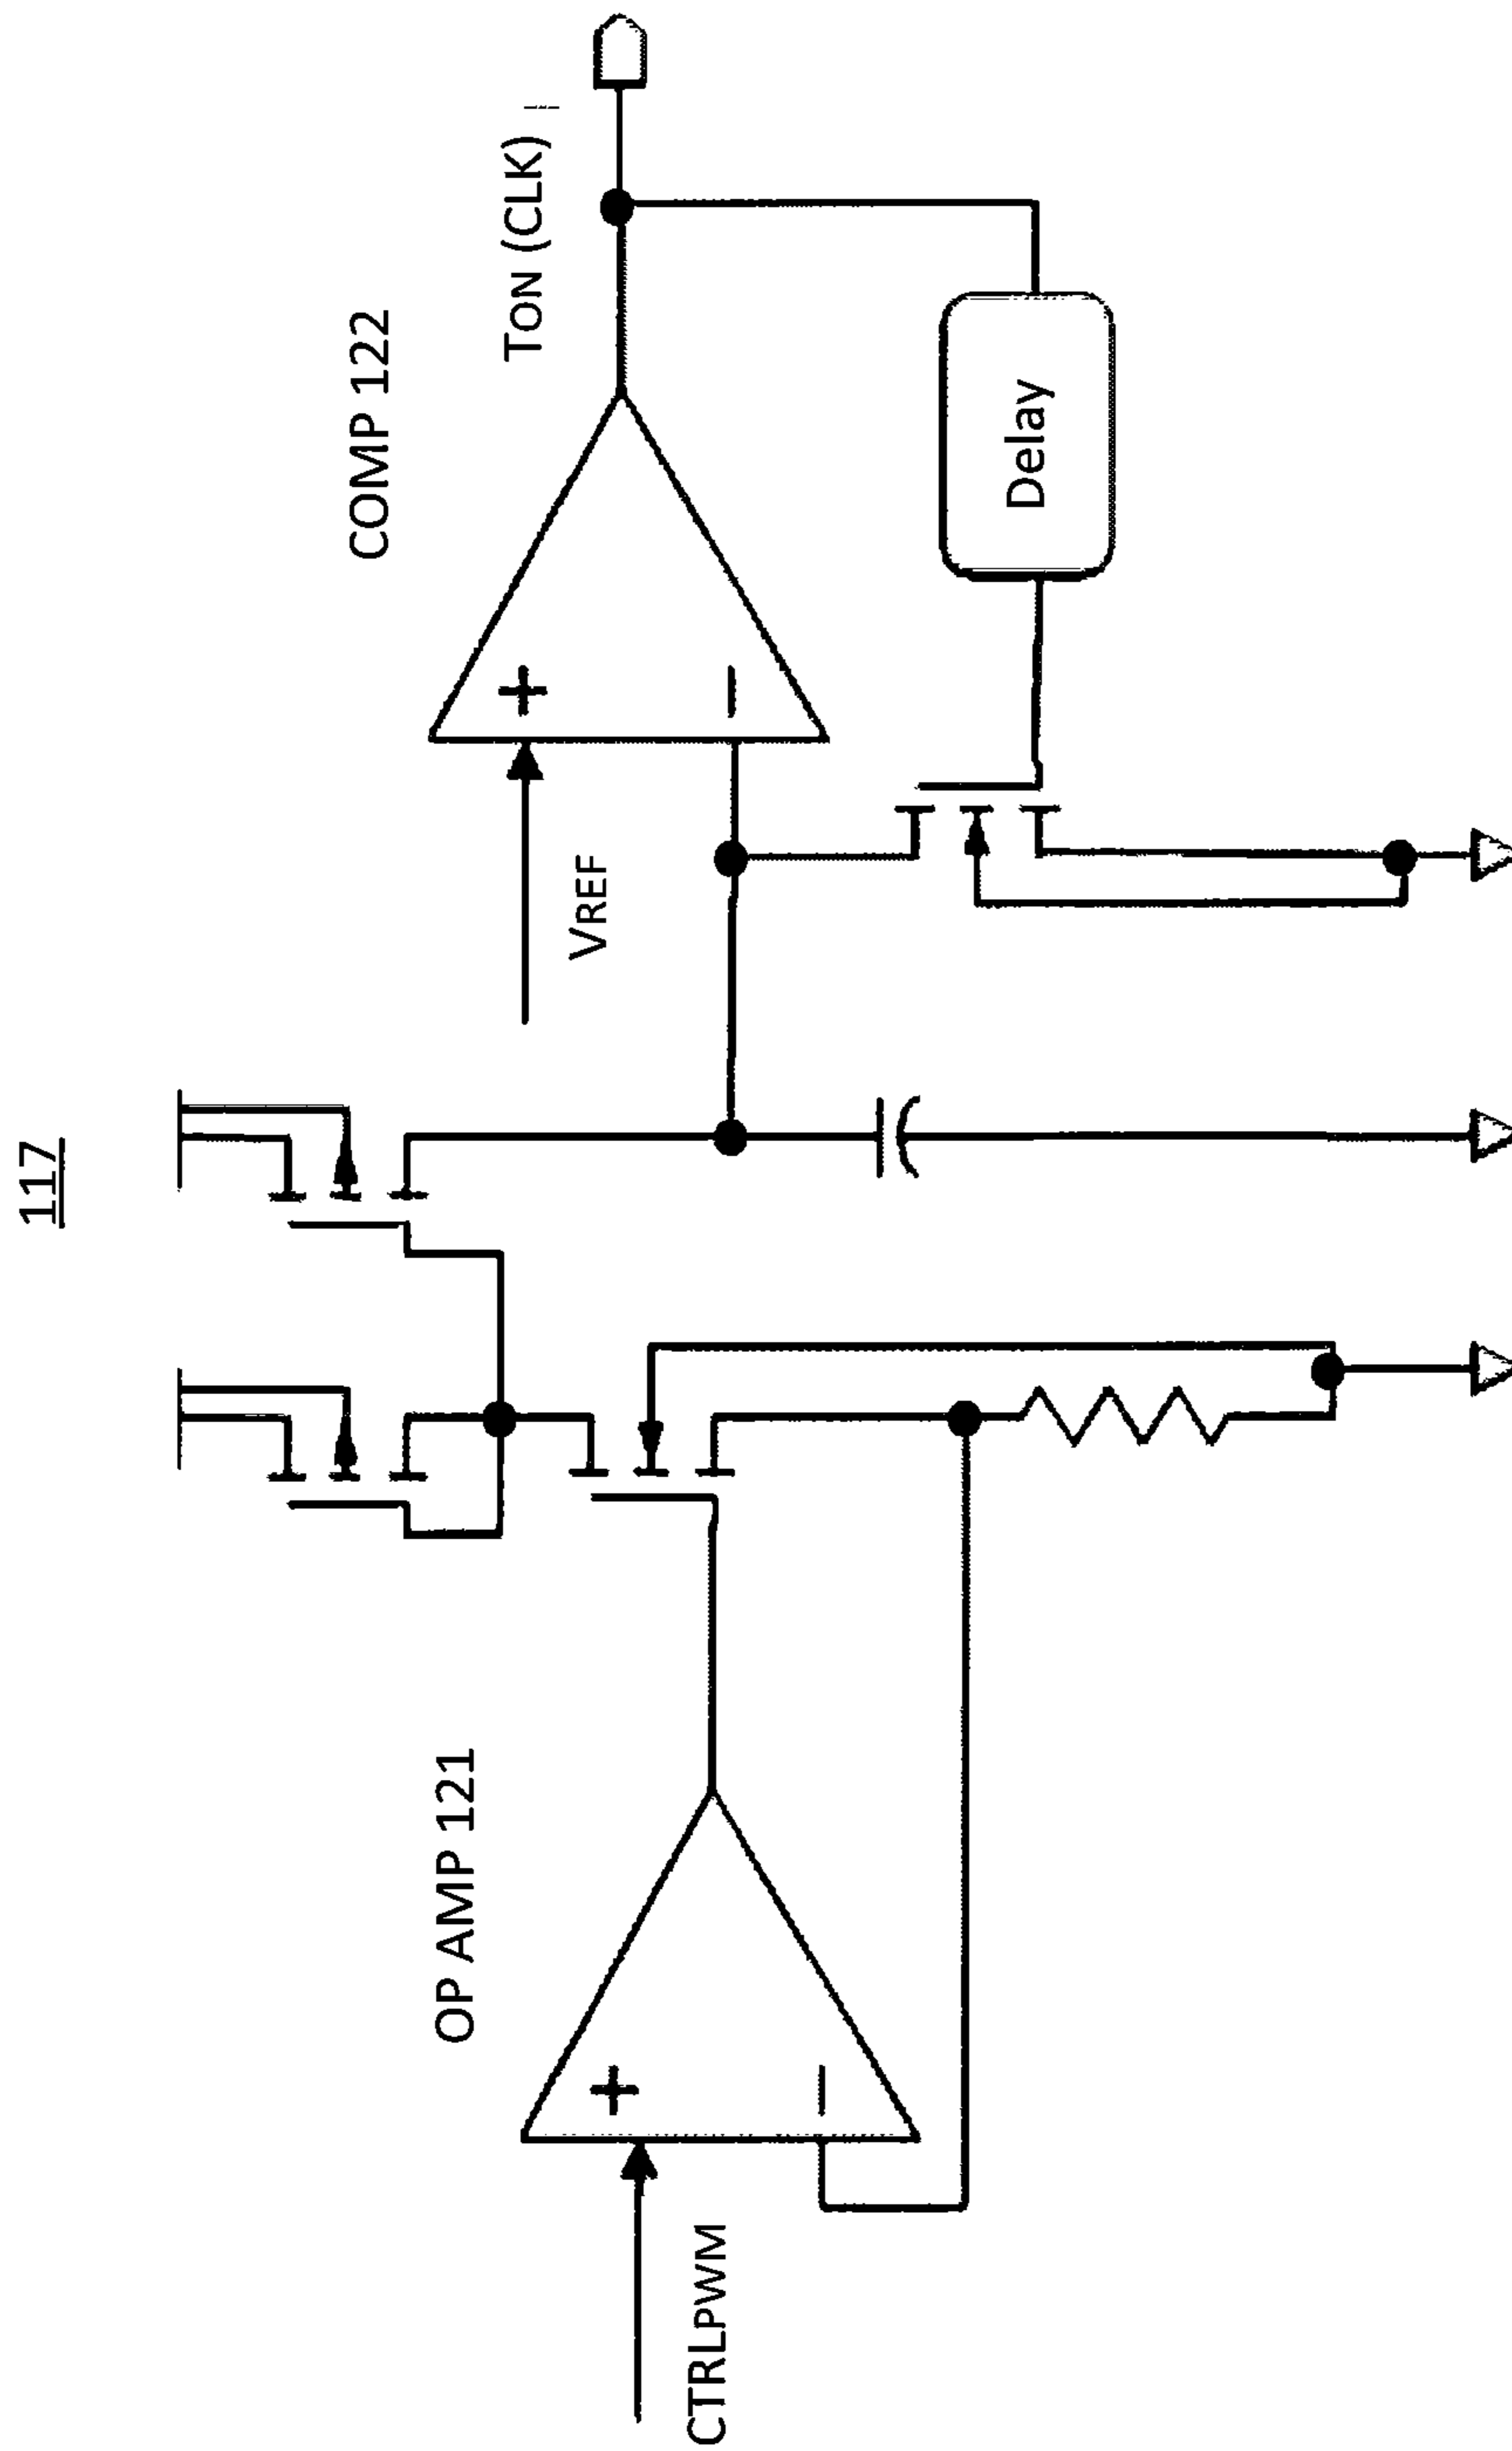 117
COMP 122
TON (CLK)
VREF
OP AMP 121
CTRLPWM
Delay
+
−
+
−